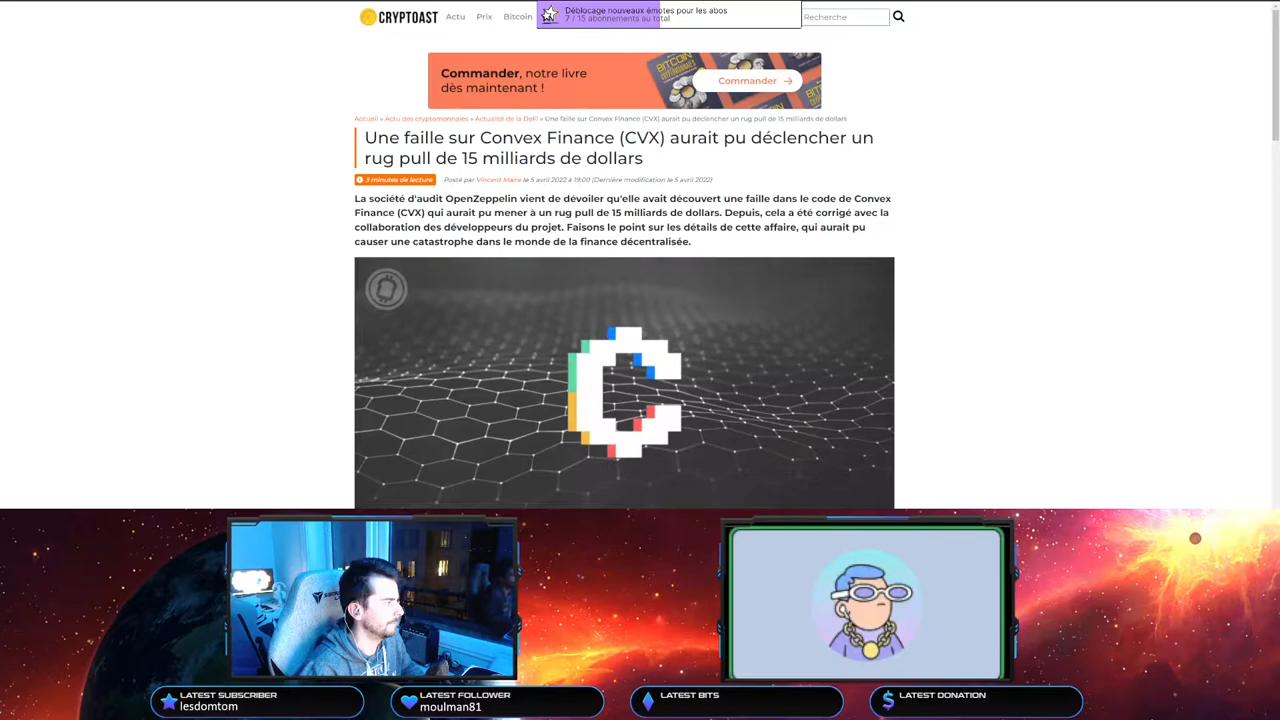 CRYPTOAST Actu Prix Bitcoin
Déblocage nouveaux émotes pour les abos
7 / 15 abonnements au total
Recherche
Commander, notre livre
dès maintenant !
BITCOIN
Commander →
Accueil » Actu des cryptomonnaies » Actualité de la DeFi » Une faille sur Convex Finance (CVX) aurait pu déclencher un rug pull de 15 milliards de dollars
Une faille sur Convex Finance (CVX) aurait pu déclencher un
rug pull de 15 milliards de dollars
3 minutes de lecture Posté par Vincent Maire le 5 avril 2022 à 19:00 (Dernière modification le 5 avril 2022)
La société d'audit OpenZeppelin vient de dévoiler qu'elle avait découvert une faille dans le code de Convex
Finance (CVX) qui aurait pu mener à un rug pull de 15 milliards de dollars. Depuis, cela a été corrigé avec la
collaboration des développeurs du projet. Faisons le point sur les détails de cette affaire, qui aurait pu
causer une catastrophe dans le monde de la finance décentralisée.
LATEST SUBSCRIBER
lesdomtom
LATEST FOLLOWER
moulman81
LATEST BITS
LATEST DONATION